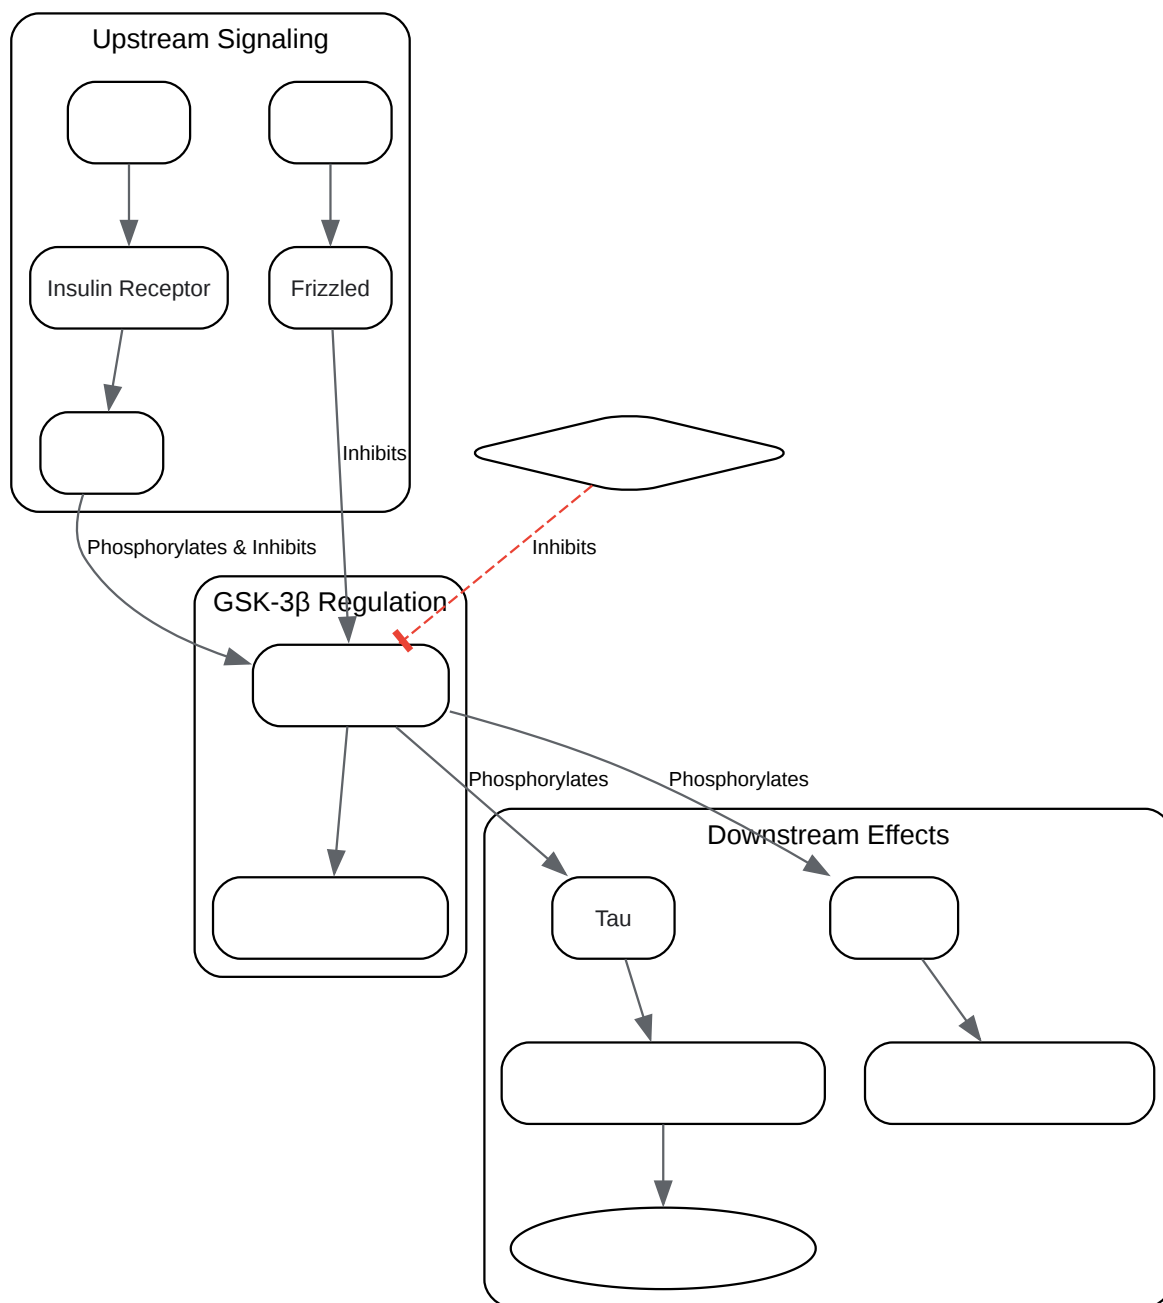 Upstream Signaling
Insulin Receptor
Frizzled
Inhibits
Phosphorylates & Inhibits
Inhibits
GSK-3β Regulation
Phosphorylates
Phosphorylates
Downstream Effects
Tau